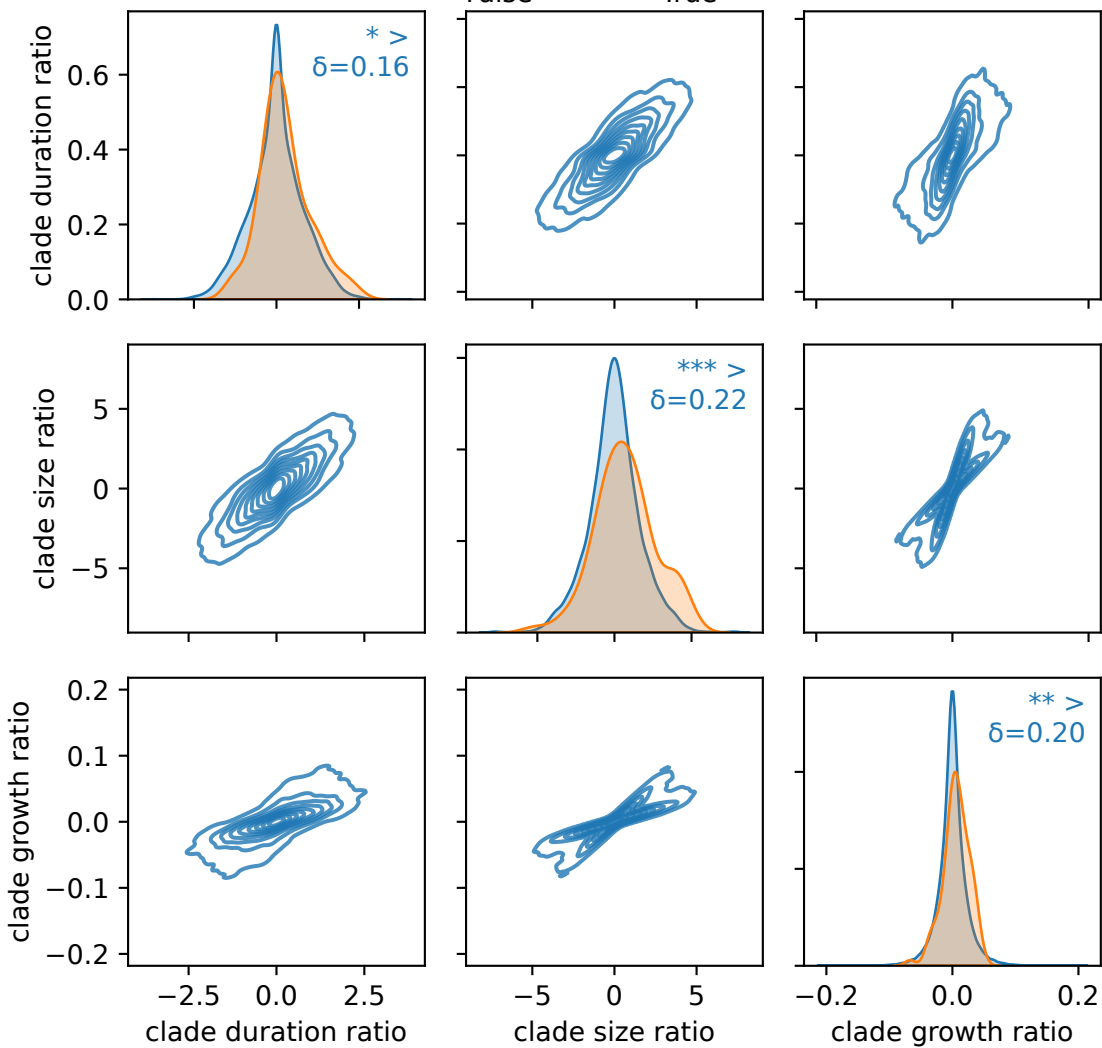 clade duration ratio
0.6
0.4
0.2
0.0
* >
δ=0.16
clade size ratio
5
0
−5
*** >
δ=0.22
clade growth ratio
0.2
0.1
0.0
−0.1
−0.2
** >
δ=0.20
−2.5 0.0 2.5
−5 0 5
−0.2 0.0 0.2
clade duration ratio
clade size ratio
clade growth ratio